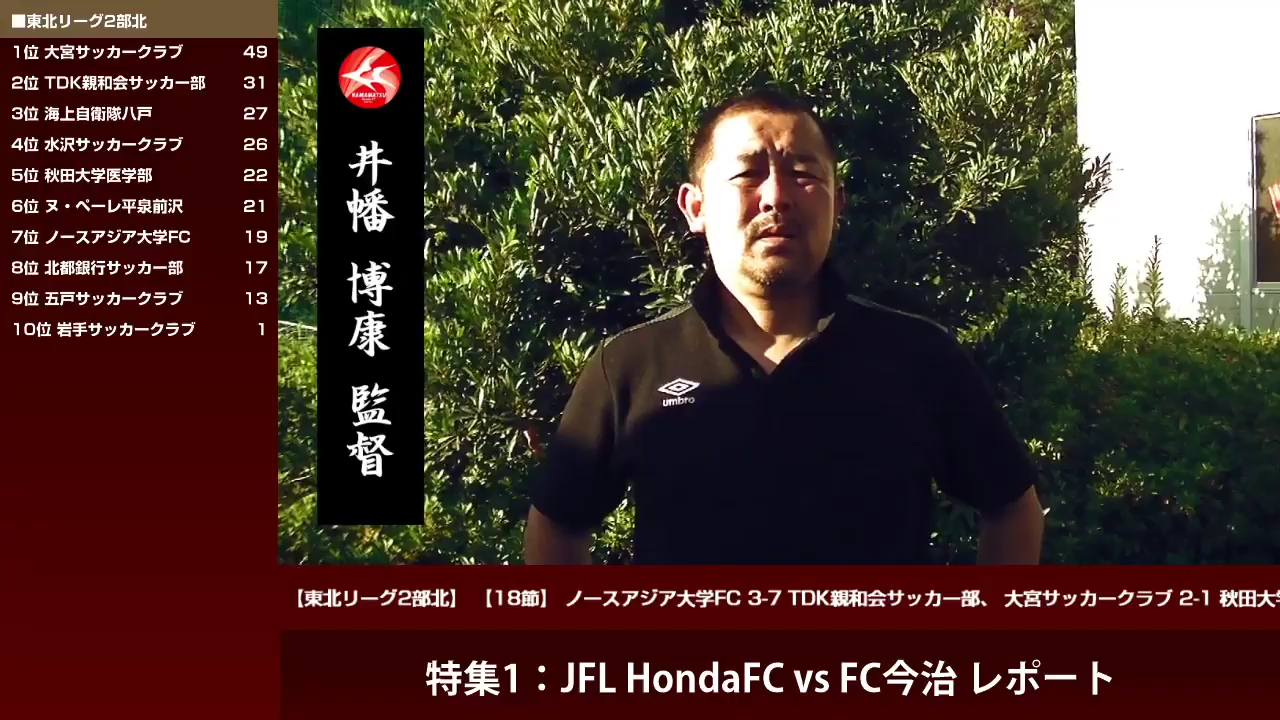 ■東北リーグ2部北
1位 大宮サッカークラブ 49
2位 TDK親和会サッカー部 31
3位 海上自衛隊八戸 27
4位 水沢サッカークラブ 26
5位 秋田大学医学部 22
6位 ヌ・ペーレ平泉前沢 21
7位 ノースアジア大学FC 19
8位 北都銀行サッカー部 17
9位 五戸サッカークラブ 13
10位 岩手サッカークラブ 1
HAMAMATSU
井幡 博康 監督
umbro
【東北リーグ2部北】 【18節】 ノースアジア大学FC 3-7 TDK親和会サッカー部、 大宮サッカークラブ 2-1 秋田大学
特集1：JFL HondaFC vs FC今治 レポート